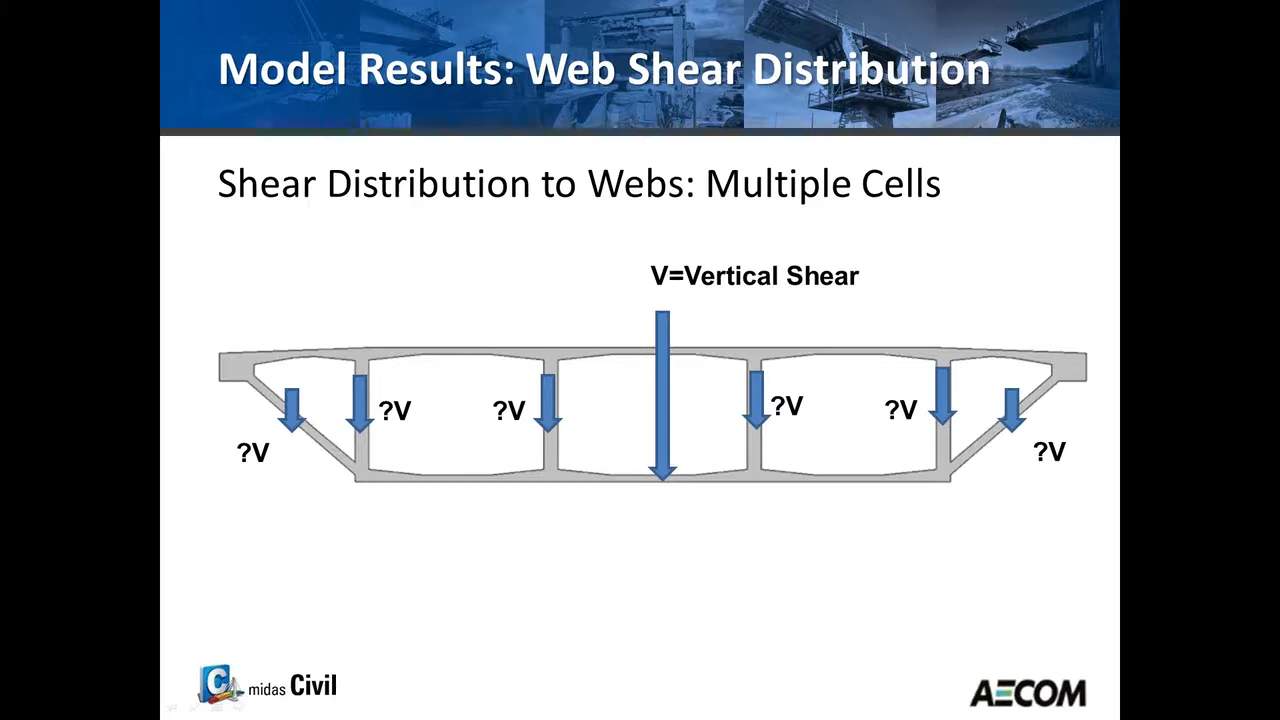 Model Results: Web Shear Distribution
Shear Distribution to Webs: Multiple Cells
V=Vertical Shear
?V
?V
?V
?V
?V
?V
C midas Civil
AECOM